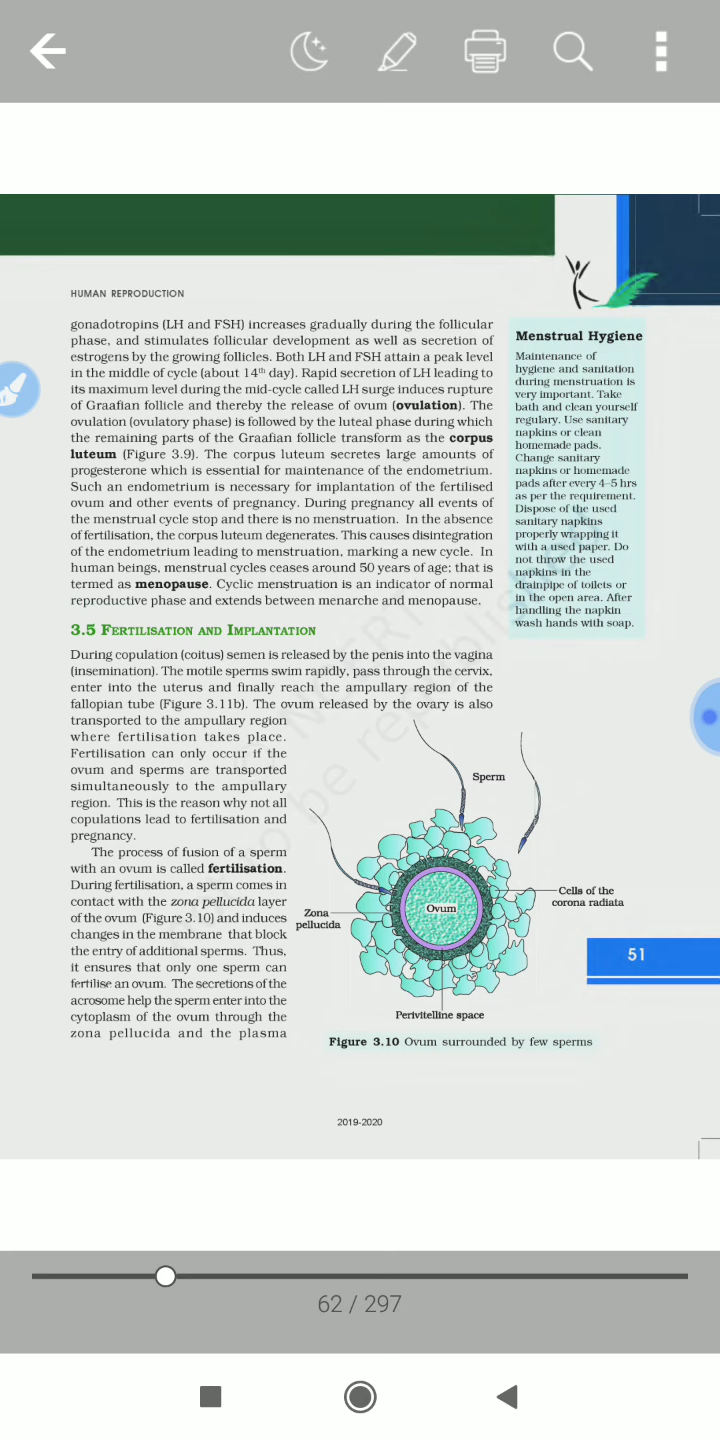 HUMAN REPRODUCTION
gonadotropins (LH and FSH) increases gradually during the follicular
phase, and stimulates follicular development as well as secretion of
estrogens by the growing follicles. Both LH and FSH attain a peak level
in the middle of cycle (about 14th day). Rapid secretion of LH leading to
its maximum level during the mid-cycle called LH surge induces rupture
of Graafian follicle and thereby the release of ovum (ovulation). The
ovulation (ovulatory phase) is followed by the luteal phase during which
the remaining parts of the Graafian follicle transform as the corpus
luteum (Figure 3.9). The corpus luteum secretes large amounts of
progesterone which is essential for maintenance of the endometrium.
Such an endometrium is necessary for implantation of the fertilised
ovum and other events of pregnancy. During pregnancy all events of
the menstrual cycle stop and there is no menstruation. In the absence
of fertilisation, the corpus luteum degenerates. This causes disintegration
of the endometrium leading to menstruation, marking a new cycle. In
human beings, menstrual cycles ceases around 50 years of age; that is
termed as menopause. Cyclic menstruation is an indicator of normal
reproductive phase and extends between menarche and menopause.
Menstrual Hygiene
Maintenance of
hygiene and sanitation
during menstruation is
very important. Take
bath and clean yourself
regulary. Use sanitary
napkins or clean
homemade pads.
Change sanitary
napkins or homemade
pads after every 4–5 hrs
as per the requirement.
Dispose of the used
sanitary napkins
properly wrapping it
with a used paper. Do
not throw the used
napkins in the
drainpipe of toilets or
in the open area. After
handling the napkin
wash hands with soap.
3.5 FERTILISATION AND IMPLANTATION
During copulation (coitus) semen is released by the penis into the vagina
(insemination). The motile sperms swim rapidly, pass through the cervix,
enter into the uterus and finally reach the ampullary region of the
fallopian tube (Figure 3.11b). The ovum released by the ovary is also
transported to the ampullary region
where fertilisation takes place.
Fertilisation can only occur if the
ovum and sperms are transported
simultaneously to the ampullary
region. This is the reason why not all
copulations lead to fertilisation and
pregnancy.
The process of fusion of a sperm
with an ovum is called fertilisation.
During fertilisation, a sperm comes in
contact with the zona pellucida layer
of the ovum (Figure 3.10) and induces
changes in the membrane that block
the entry of additional sperms. Thus,
it ensures that only one sperm can
fertilise an ovum. The secretions of the
acrosome help the sperm enter into the
cytoplasm of the ovum through the
zona pellucida and the plasma
Sperm
Cells of the
corona radiata
Ovum
Zona
pellucida
Perivitelline space
Figure 3.10 Ovum surrounded by few sperms
51
2019-2020
62 / 297